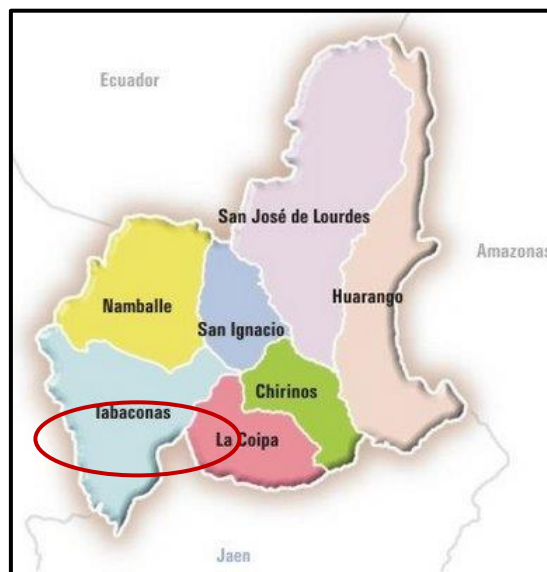 Ecuador
San José de Lourdes
Amazonas
Huarango
Namballe
San Ignacio
Chirinos
Tabaconas
La Coipa
Jaen